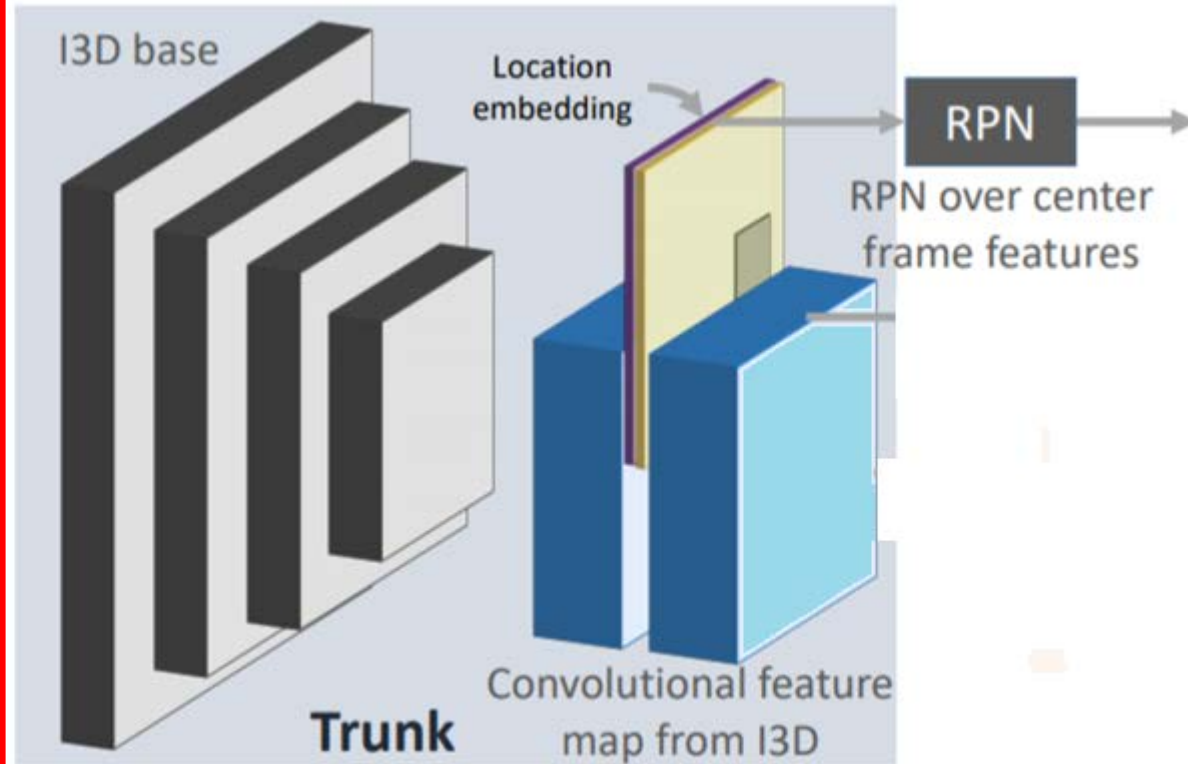 I3D base
Location
embedding
RPN
RPN over center
frame features
Convolutional feature
map from I3D
Trunk